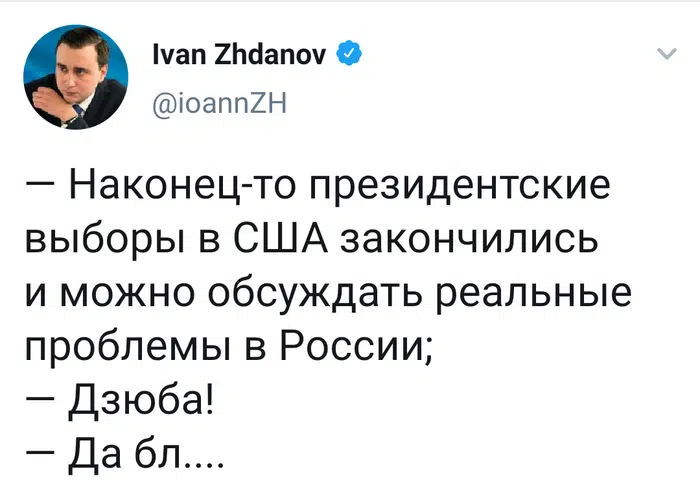 Ivan Zhdanov
@ioannZH
— Наконец-то президентские
выборы в США закончились
и можно обсуждать реальные
проблемы в России;
— Дзюба!
— Да бл....